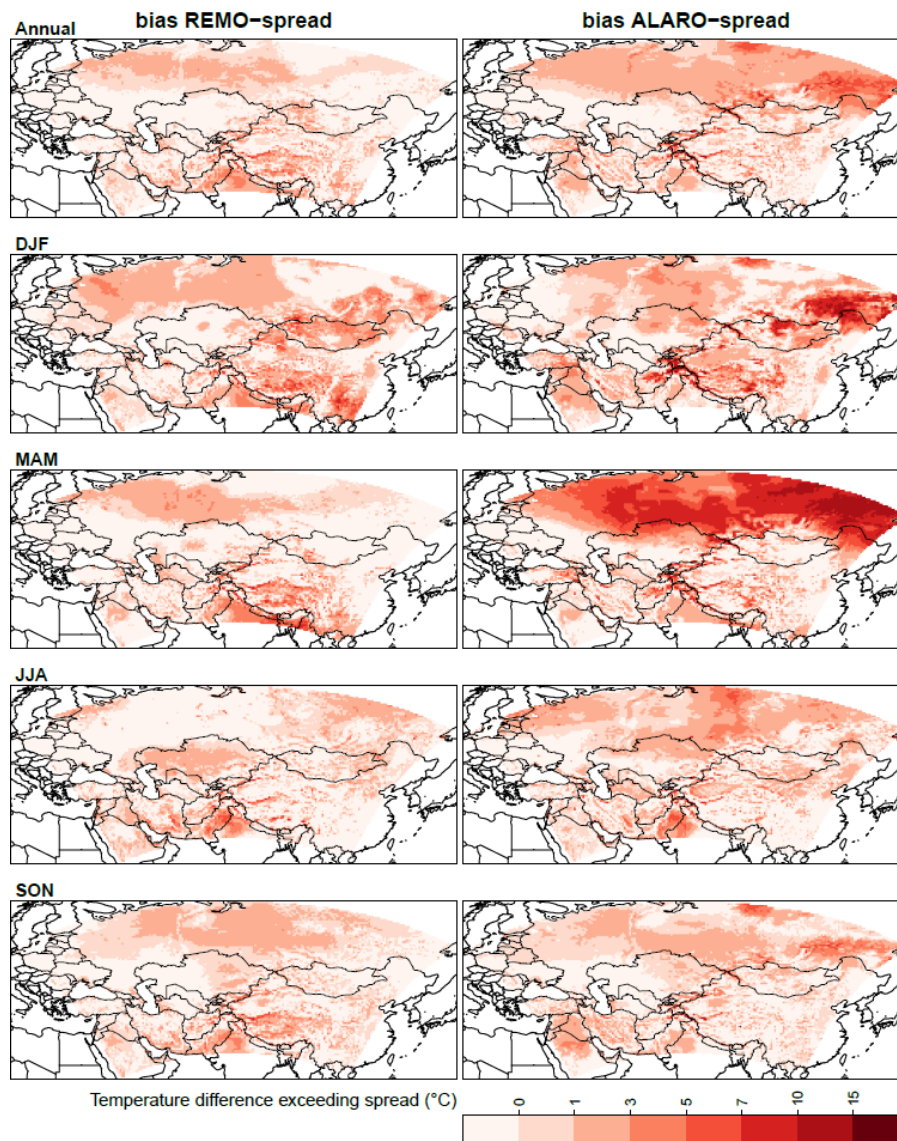 bias REMO−spread
bias ALARO−spread
Annual
DJF
MAM
JJA
SON
Temperature difference exceeding spread (°C)
0 1 3 5 7 10 15